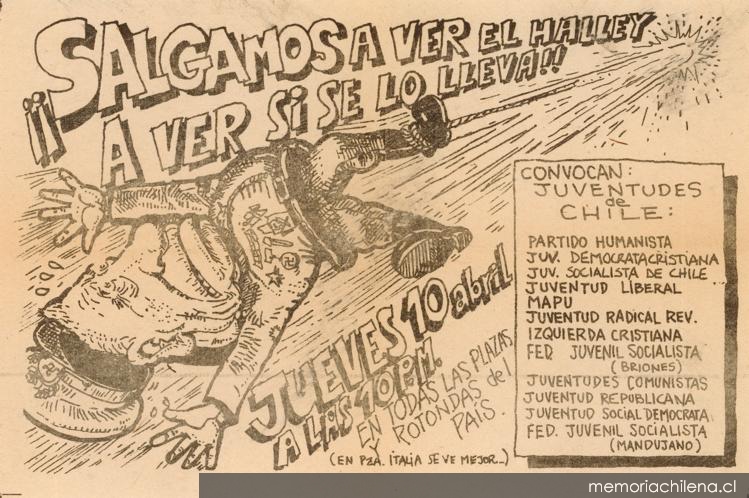 ¡¡SALGAMOS A VER EL HALLEY
A VER SI SE LO LLEVA!!
JUEVES 10 abril
A LAS 10 PM.
EN TODAS LAS PLAZAS
Y ROTONDAS del
PAIS.
(EN PZA. ITALIA SE VE MEJOR...)
CONVOCAN:
JUVENTUDES
de
CHILE:
PARTIDO HUMANISTA
JUV. DEMOCRATACRISTIANA
JUV. SOCIALISTA DE CHILE
JUVENTUD LIBERAL
MAPU
JUVENTUD RADICAL REV.
IZQUIERDA CRISTIANA
FED JUVENIL SOCIALISTA
(BRIONES)
JUVENTUDES COMUNISTAS
JUVENTUD REPUBLICANA
JUVENTUD SOCIAL DEMOCRATA
FED. JUVENIL SOCIALISTA
(MANDUJANO)
memoriachilena.cl